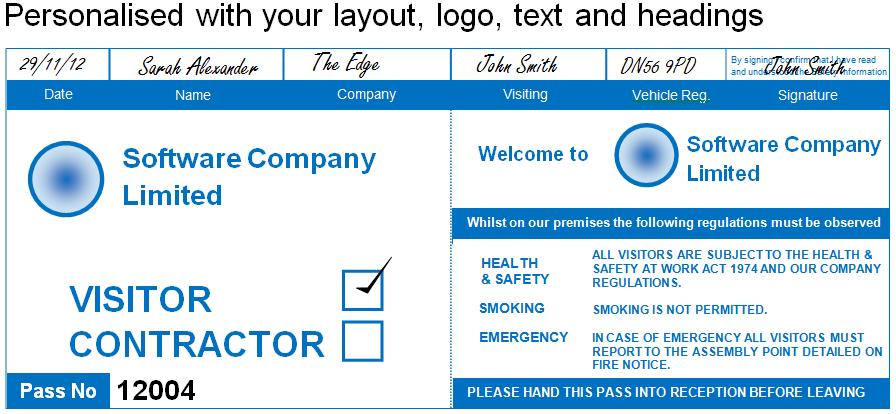 Personalised with your layout, logo, text and headings
29/11/12 Sarah Alexander The Edge John Smith DN56 9PD John Smith
By signing I confirm that I have read
and understood the safety information
Date Name Company Visiting Vehicle Reg. Signature
Software Company
Limited
VISITOR
CONTRACTOR
Pass No 12004
Welcome to
Software Company
Limited
Whilst on our premises the following regulations must be observed
HEALTH
& SAFETY
ALL VISITORS ARE SUBJECT TO THE HEALTH &
SAFETY AT WORK ACT 1974 AND OUR COMPANY
REGULATIONS.
SMOKING
SMOKING IS NOT PERMITTED.
EMERGENCY
IN CASE OF EMERGENCY ALL VISITORS MUST
REPORT TO THE ASSEMBLY POINT DETAILED ON
FIRE NOTICE.
PLEASE HAND THIS PASS INTO RECEPTION BEFORE LEAVING